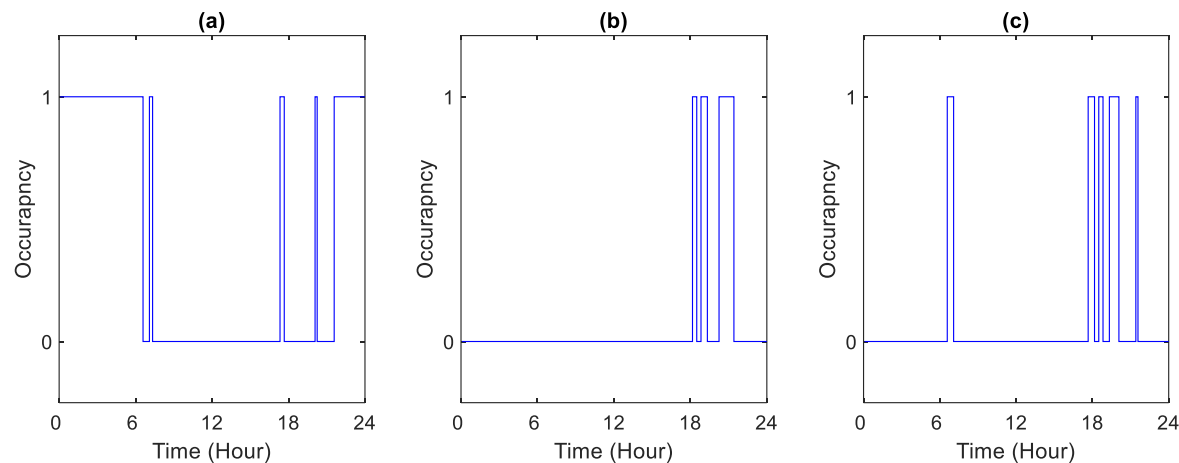 (a) (b) (c)
1 1 1
Occurapncy Occurapncy Occurapncy
0 0 0
0 6 12 18 24 0 6 12 18 24 0 6 12 18 24
Time (Hour) Time (Hour) Time (Hour)